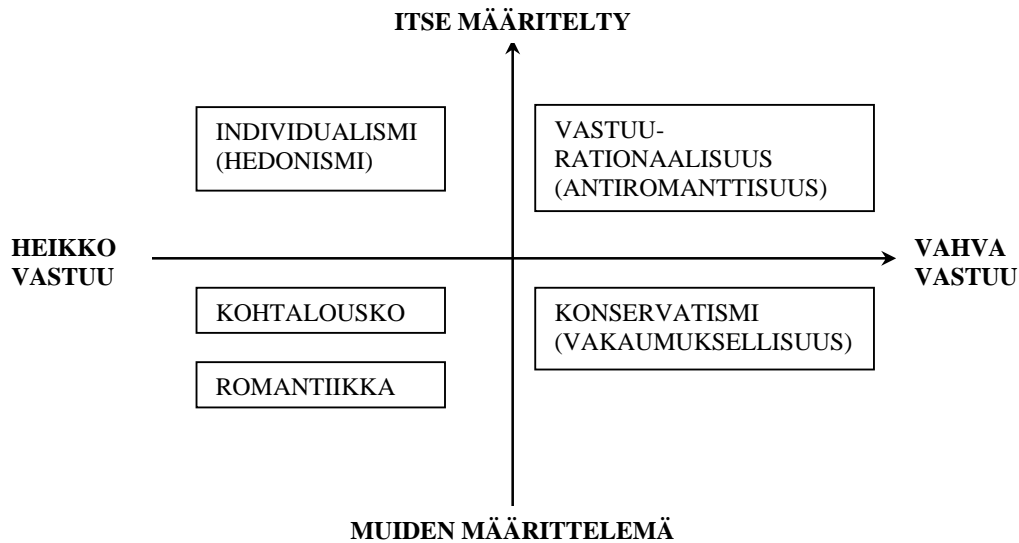 ITSE MÄÄRITELTY
INDIVIDUALISMI
(HEDONISMI)
VASTUU-
RATIONAALISUUS
(ANTIROMANTTISUUS)
HEIKKO
VASTUU
VAHVA
VASTUU
KOHTALOUSKO
KONSERVATISMI
(VAKAUMUKSELLISUUS)
ROMANTIIKKA
MUIDEN MÄÄRITTELEMÄ